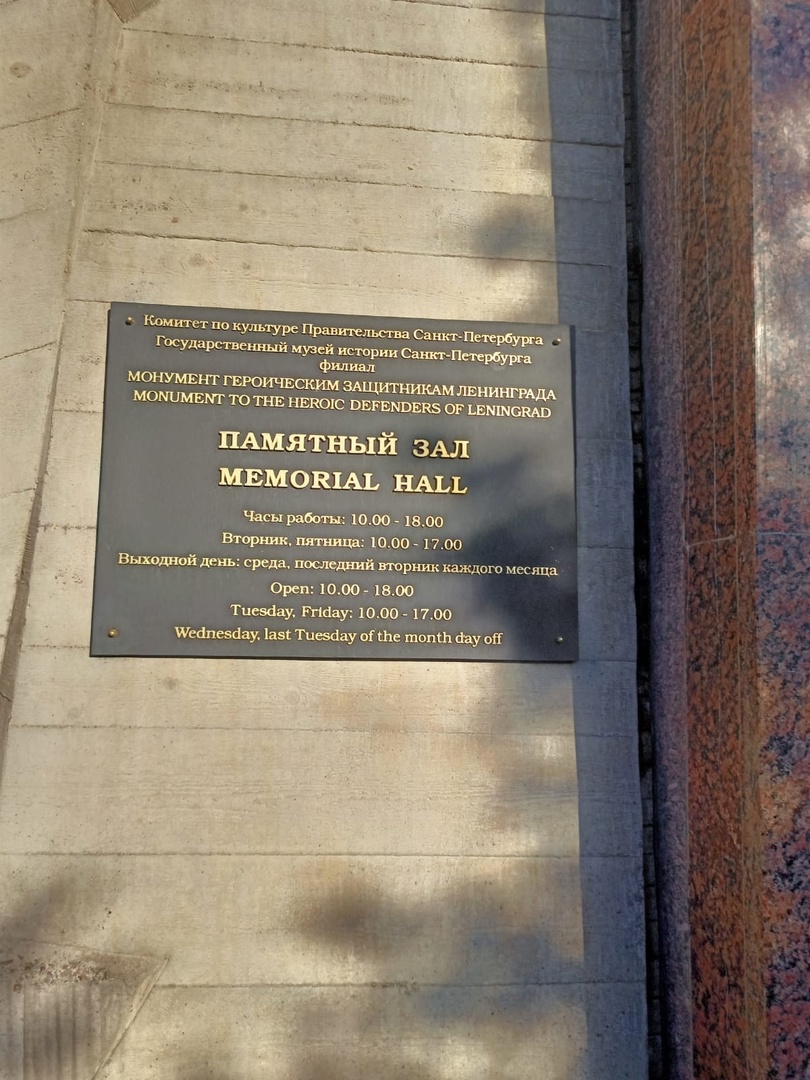 Комитет по культуре Правительства Санкт-Петербурга
Государственный музей истории Санкт-Петербурга
филиал
МОНУМЕНТ ГЕРОИЧЕСКИМ ЗАЩИТНИКАМ ЛЕНИНГРАДА
MONUMENT TO THE HEROIC DEFENDERS OF LENINGRAD
ПАМЯТНЫЙ ЗАЛ
MEMORIAL HALL
Часы работы: 10.00 - 18.00
Вторник, пятница: 10.00 - 17.00
Выходной день: среда, последний вторник каждого месяца
Open: 10.00 - 18.00
Tuesday, Friday: 10.00 - 17.00
Wednesday, last Tuesday of the month day off